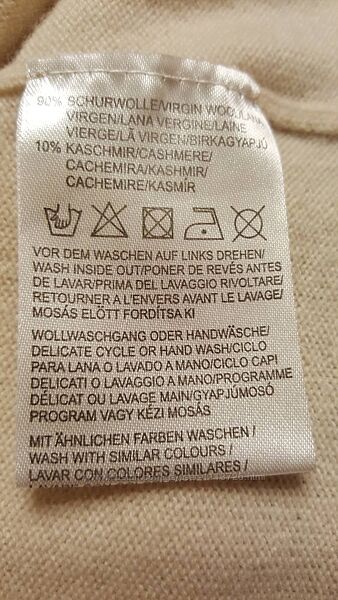 90% SCHURWOLLE/VIRGIN WOOL/LANA
VIRGEN/LANA VERGINE/LAINE
VIERGE/LÃ VIRGEN/BIRKAGYAPJÚ
10% KASCHMIR/CASHMERE/
CACHEMIRA/KASHMIR/
CACHEMIRE/KASMÍR
VOR DEM WASCHEN AUF LINKS DREHEN/
WASH INSIDE OUT/PONER DE REVÉS ANTES
DE LAVAR/PRIMA DEL LAVAGGIO RIVOLTARE/
RETOURNER A L'ENVERS AVANT LE LAVAGE/
MOSÁS ELŐTT FORDÍTSA KI
WOLLWASCHGANG ODER HANDWÄSCHE/
DELICATE CYCLE OR HAND WASH/CICLO
PARA LANA O LAVADO A MANO/CICLO CAPI
DELICATI O LAVAGGIO A MANO/PROGRAMME
DÉLICAT OU LAVAGE MAIN/GYAPJÚMOSÓ
PROGRAM VAGY KÉZI MOSÁS
MIT ÄHNLICHEN FARBEN WASCHEN /
WASH WITH SIMILAR COLOURS /
LAVAR CON COLORES SIMILARES /